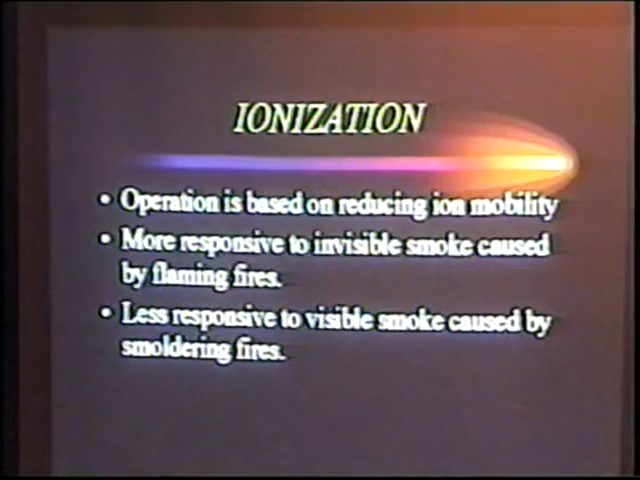 IONIZATION
• Operation is based on reducing ion mobility
• More responsive to invisible smoke caused
by flaming fires.
• Less responsive to visible smoke caused by
smoldering fires.